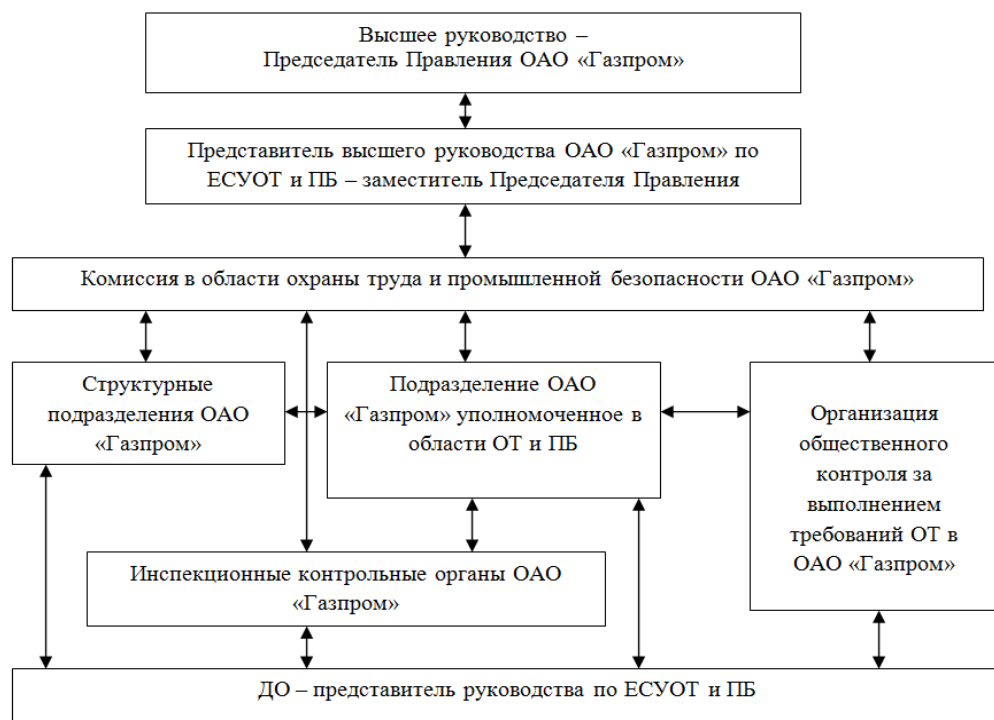 Высшее руководство –
Председатель Правления ОАО «Газпром»
Представитель высшего руководства ОАО «Газпром» по
ЕСУОТ и ПБ – заместитель Председателя Правления
Комиссия в области охраны труда и промышленной безопасности ОАО «Газпром»
Структурные
подразделения ОАО
«Газпром»
Подразделение ОАО
«Газпром» уполномоченное в
области ОТ и ПБ
Организация
общественного
контроля за
выполнением
требований ОТ в
ОАО «Газпром»
Инспекционные контрольные органы ОАО
«Газпром»
ДО – представитель руководства по ЕСУОТ и ПБ